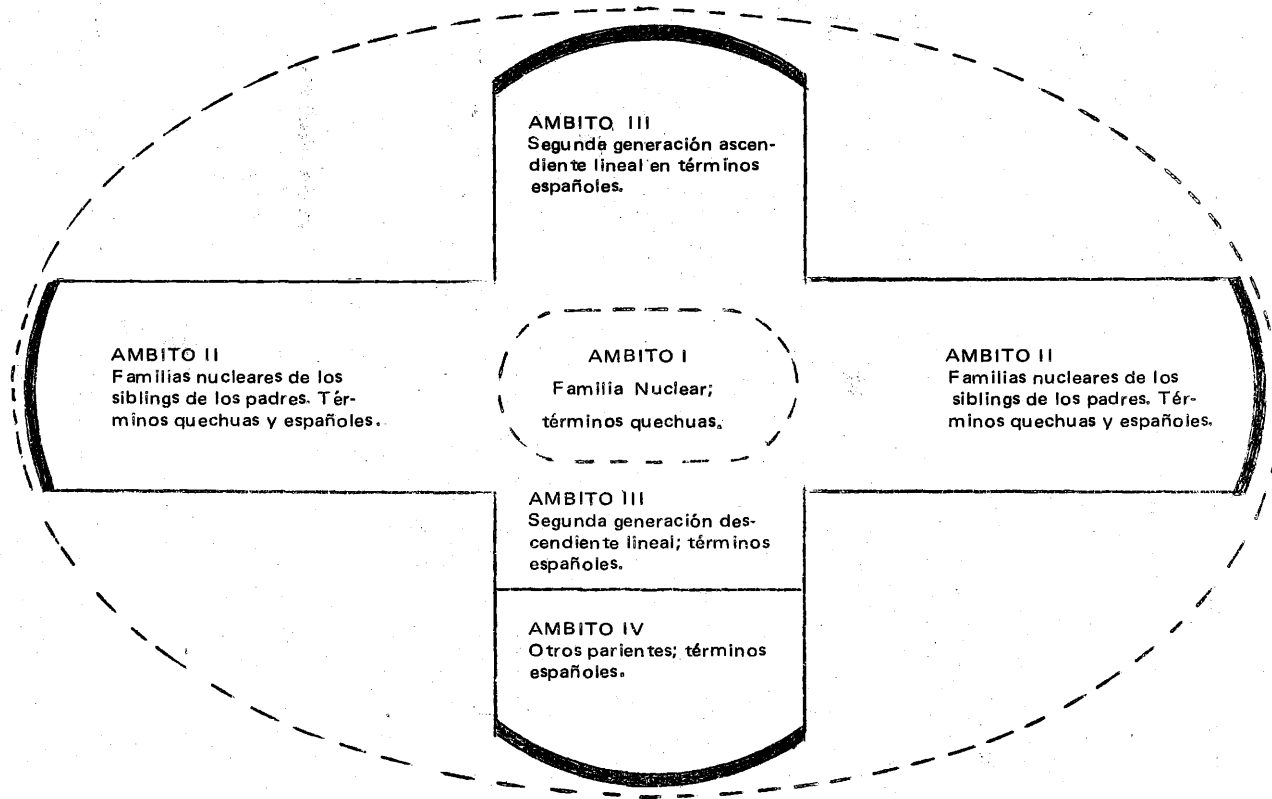 AMBITO III
Segunda generación ascen-
diente lineal en términos
españoles.
AMBITO II
Familias nucleares de los
siblings de los padres. Tér-
minos quechuas y españoles.
AMBITO I
Familia Nuclear;
términos quechuas.
AMBITO II
Familias nucleares de los
siblings de los padres. Tér-
minos quechuas y españoles.
AMBITO III
Segunda generación des-
cendiente lineal; términos
españoles.
AMBITO IV
Otros parientes; términos
españoles.